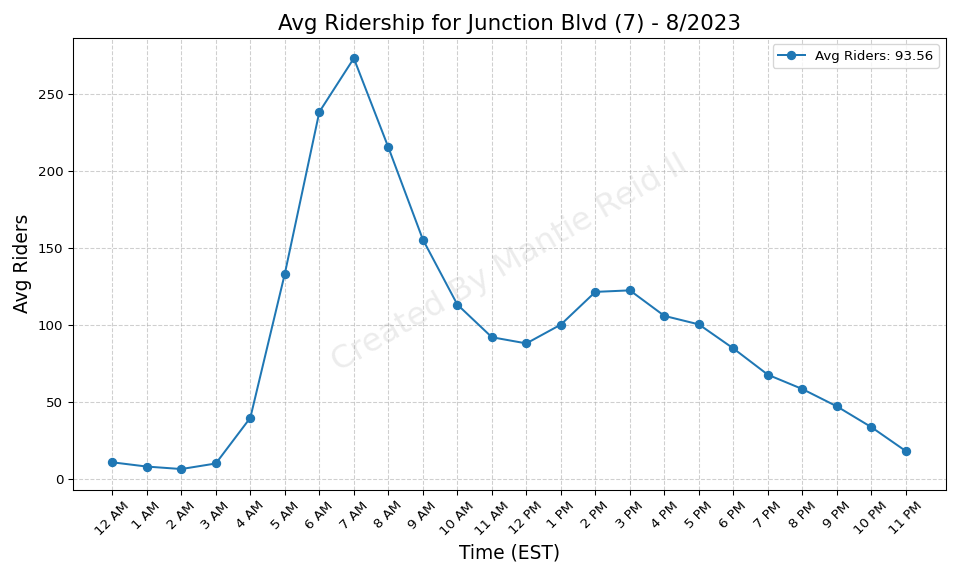 Avg Ridership for Junction Blvd (7) - 8/2023
Avg Riders: 93.56
Avg Riders
250
200
150
100
50
0
Created By Mantie Reid II
12 AM
1 AM
2 AM
3 AM
4 AM
5 AM
6 AM
7 AM
8 AM
9 AM
10 AM
11 AM
12 PM
1 PM
2 PM
3 PM
4 PM
5 PM
6 PM
7 PM
8 PM
9 PM
10 PM
11 PM
Time (EST)